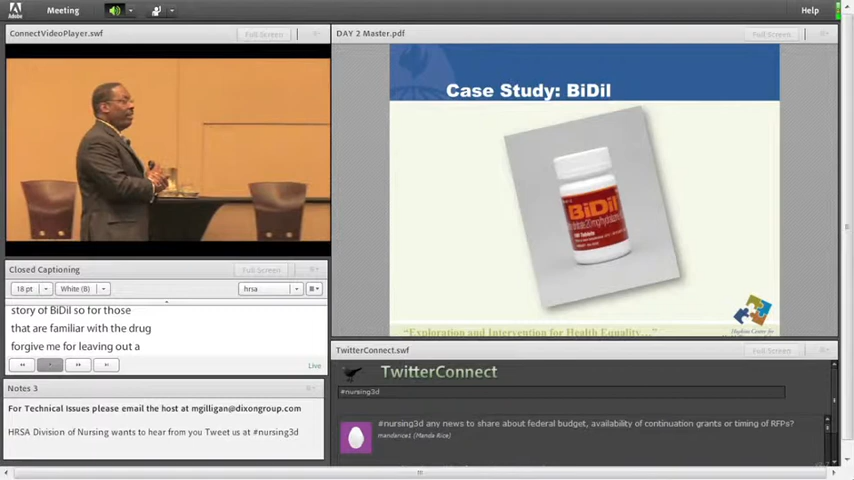 Adobe
Meeting
Help
ConnectVideoPlayer.swf
Full Screen
DAY 2 Master.pdf
Full Screen
Case Study: BiDil
BiDil
"Exploration and Intervention for Health Equality..."
Closed Captioning
Full Screen
18 pt
White (B)
hrsa
story of BiDil so for those
that are familiar with the drug
forgive me for leaving out a
Live
Notes 3
For Technical Issues please email the host at mgilligan@dixongroup.com
HRSA Division of Nursing wants to hear from you Tweet us at #nursing3d
TwitterConnect.swf
Full Screen
TwitterConnect
#nursing3d
#nursing3d any news to share about federal budget, availability of continuation grants or timing of RFPs?
mandarice1 (Manda Rice)